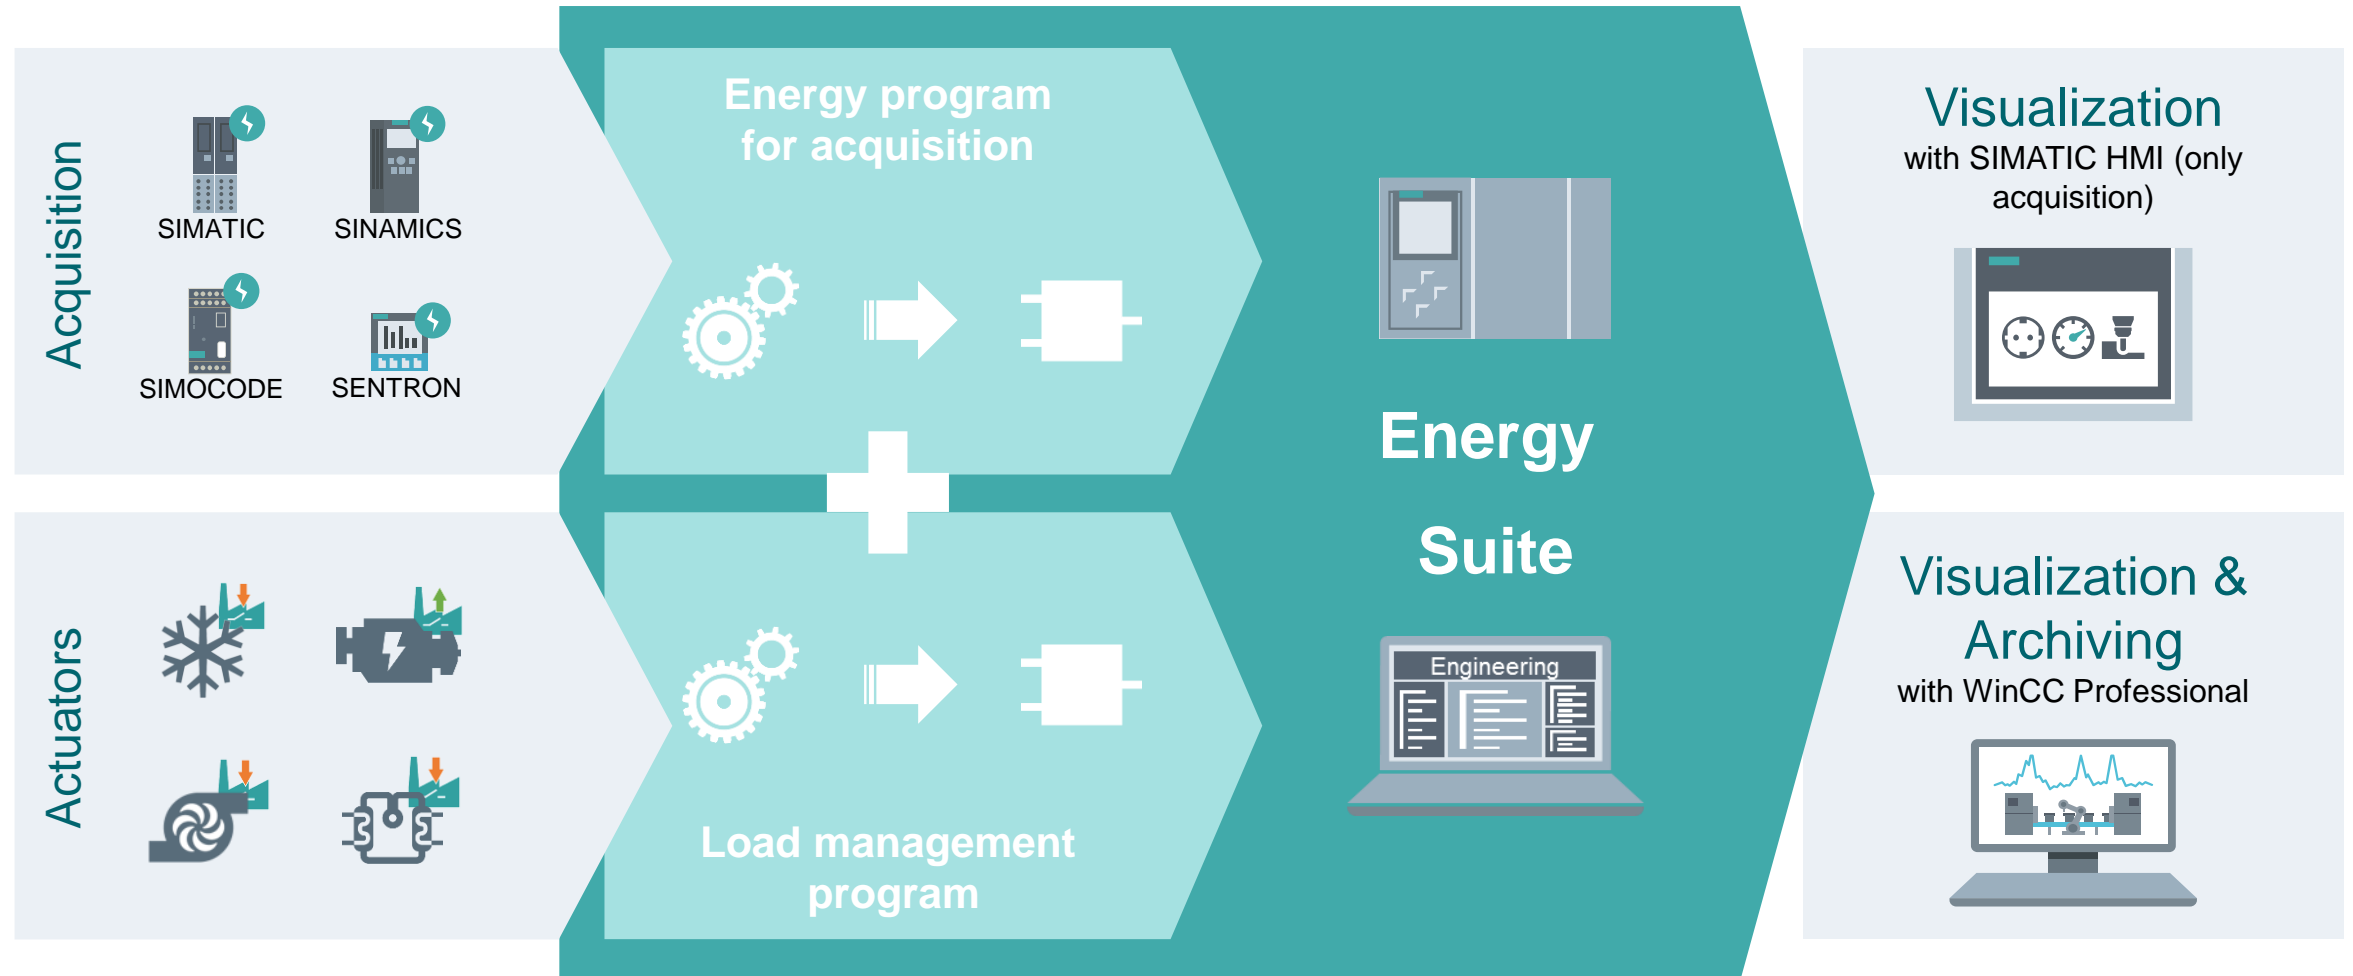 Acquisition
SIMATIC
SINAMICS
SIMOCODE
SENTRON
Actuators
Energy program
for acquisition
Load management
program
Energy
Suite
Engineering
Visualization
with SIMATIC HMI (only
acquisition)
Visualization &
Archiving
with WinCC Professional